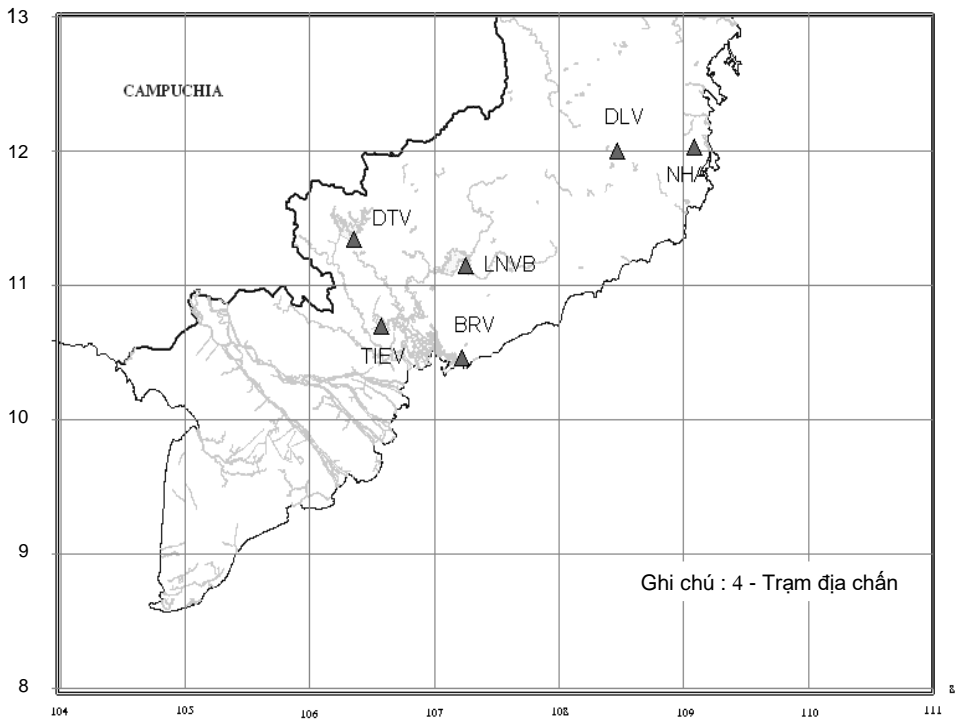 13
CAMPUCHIA
DLV
12
NHA
DTV
LNVB
11
BRV
TIEV
10
9
Ghi chú : 4 - Trạm địa chấn
8
104 105 106 107 108 109 110 111